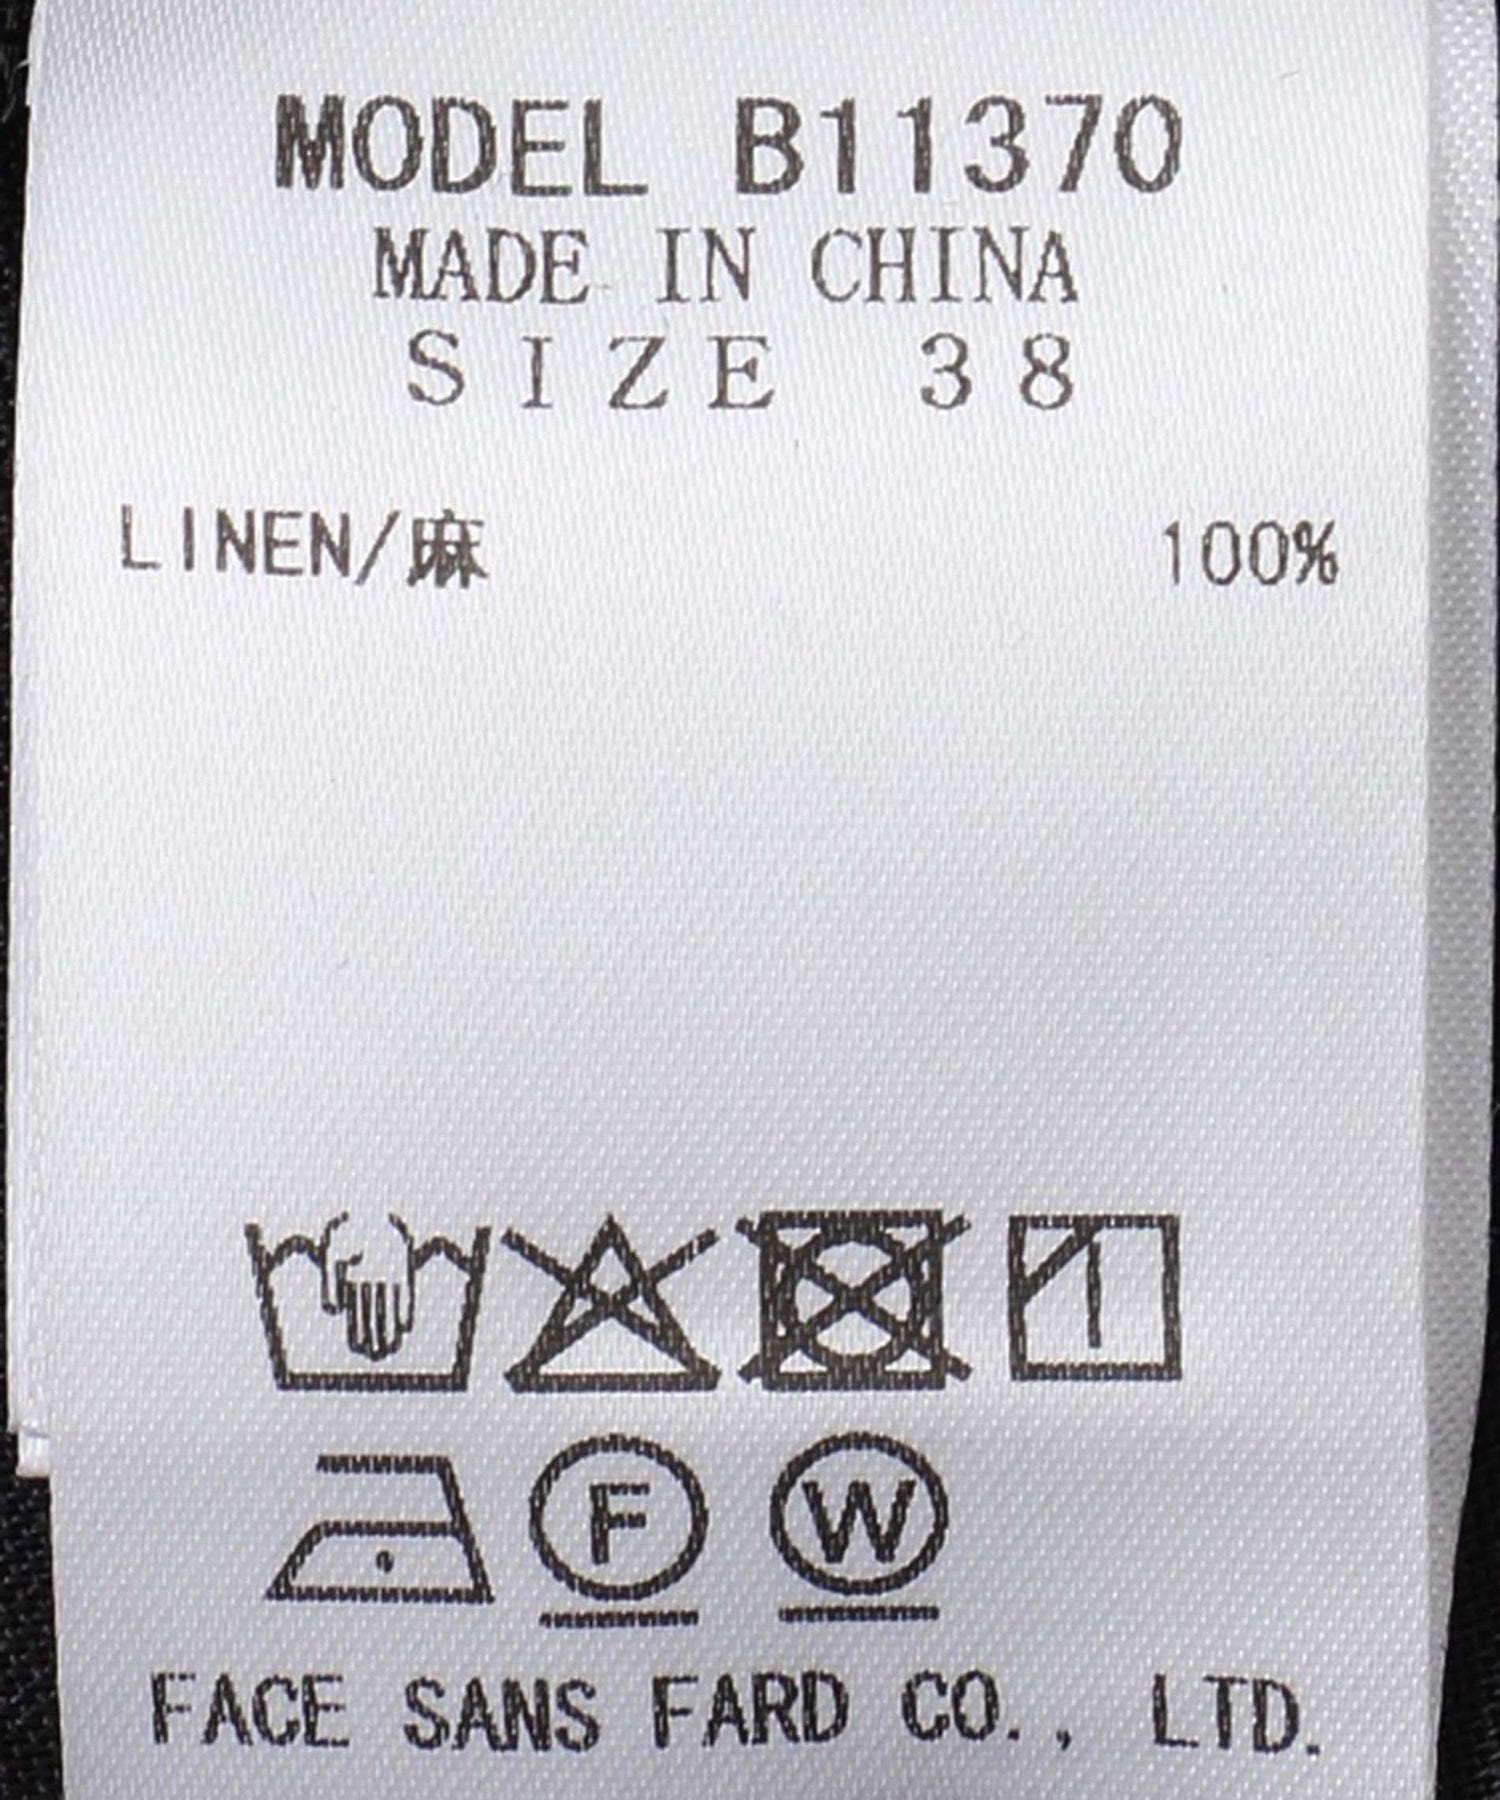 MODEL B11370
MADE IN CHINA
SIZE 38
LINEN/麻 100%
F W
FACE SANS FARD CO., LTD.